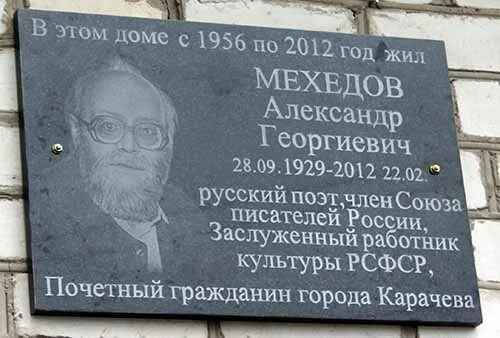 В этом доме с 1956 по 2012 год жил
МЕХЕДОВ
Александр
Георгиевич
28.09.1929-2012 22.02.
русский поэт,член Союза
писателей России,
Заслуженный работник
культуры РСФСР,
Почетный гражданин города Карачева